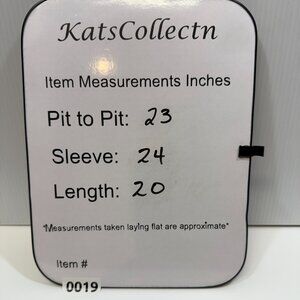 KatsCollectn
Item Measurements Inches
Pit to Pit: 23
Sleeve: 24
Length: 20
*Measurements taken laying flat are approximate*
Item #
0019